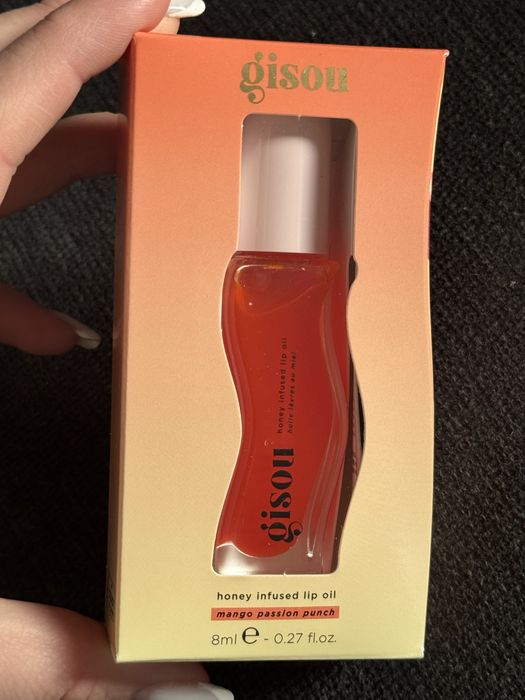 gisou
gisou
honey infused lip oil
huile lèvres au miel
honey infused lip oil
mango passion punch
8ml e - 0.27 fl.oz.